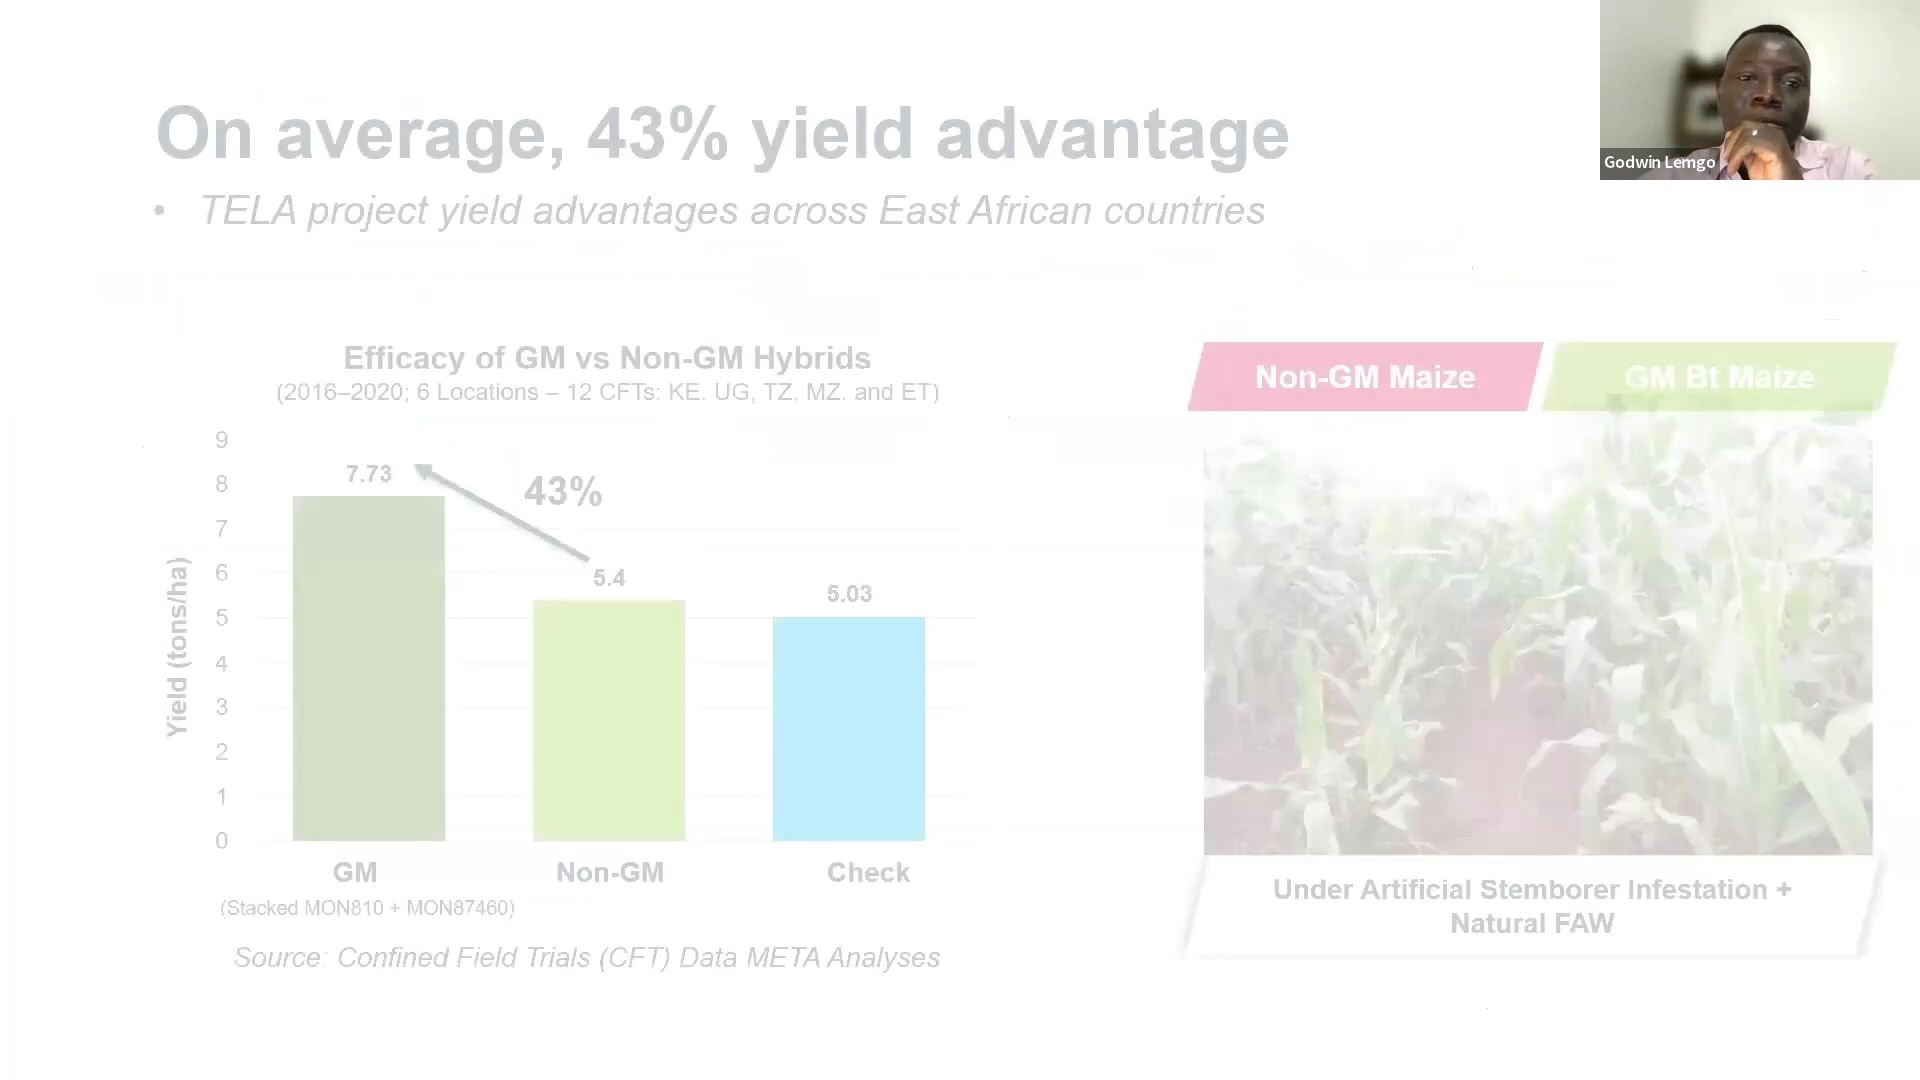 On average, 43% yield advantage
• TELA project yield advantages across East African countries
Godwin Lemgo
Efficacy of GM vs Non-GM Hybrids
(2016–2020; 6 Locations – 12 CFTs: KE. UG, TZ, MZ. and ET)
Yield (tons/ha)
9
8
7
6
5
4
3
2
1
0
7.73
43%
5.4
5.03
GM
Non-GM
Check
(Stacked MON810 + MON87460)
Source: Confined Field Trials (CFT) Data META Analyses
Non-GM Maize
GM Bt Maize
Under Artificial Stemborer Infestation +
Natural FAW